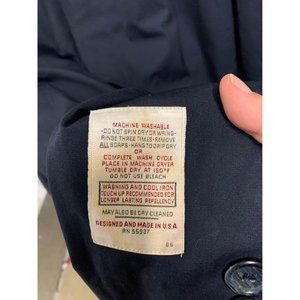 MACHINE WASHABLE
-DO NOT SPIN DRY OR WRING-
RINSE THREE TIMES-REMOVE
ALL SOAPS-HANG TO DRIP DRY
OR
COMPLETE WASH CYCLE
PLACE IN MACHINE DRYER
TUMBLE DRY AT 160°F
DO NOT USE BLEACH
WASHING AND COOL IRON
TOUCH UP RECOMMENDED FOR
LONGER LASTING REPELLENCY
MAY ALSO BE DRY CLEANED
DESIGNED AND MADE IN U.S.A
RN 55937